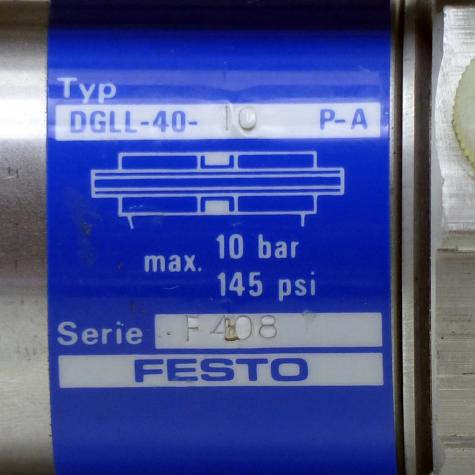 Typ
DGLL-40- 10 P-A
max. 10 bar
145 psi
Serie F408
FESTO